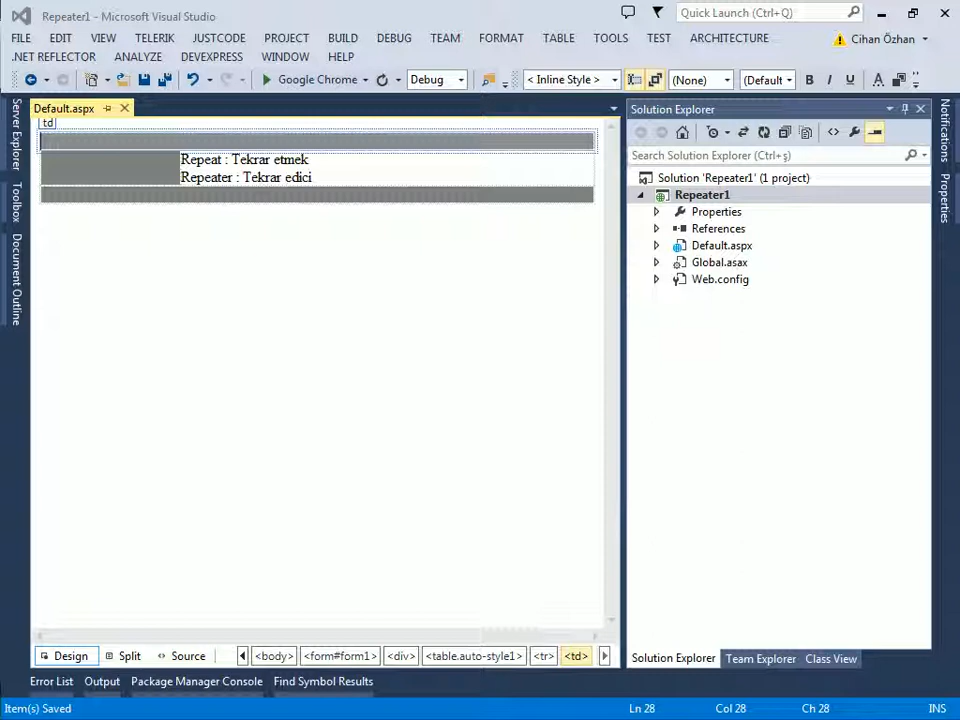 Repeater1 - Microsoft Visual Studio
Quick Launch (Ctrl+Q)
FILE EDIT VIEW TELERIK JUSTCODE PROJECT BUILD DEBUG TEAM FORMAT TABLE TOOLS TEST ARCHITECTURE Cihan Özhan
.NET REFLECTOR ANALYZE DEVEXPRESS WINDOW HELP
Google Chrome Debug < Inline Style > (None) (Default B I U A
Default.aspx
Solution Explorer
td
Search Solution Explorer (Ctrl+ş)
Repeat : Tekrar etmek
Repeater : Tekrar edici
Solution 'Repeater1' (1 project)
Repeater1
Properties
References
Default.aspx
Global.asax
Web.config
Server Explorer
Toolbox
Document Outline
Notifications
Properties
Design Split Source <body> <form#form1> <div> <table.auto-style1> <tr> <td>
Solution Explorer Team Explorer Class View
Error List Output Package Manager Console Find Symbol Results
Item(s) Saved Ln 28 Col 28 Ch 28 INS